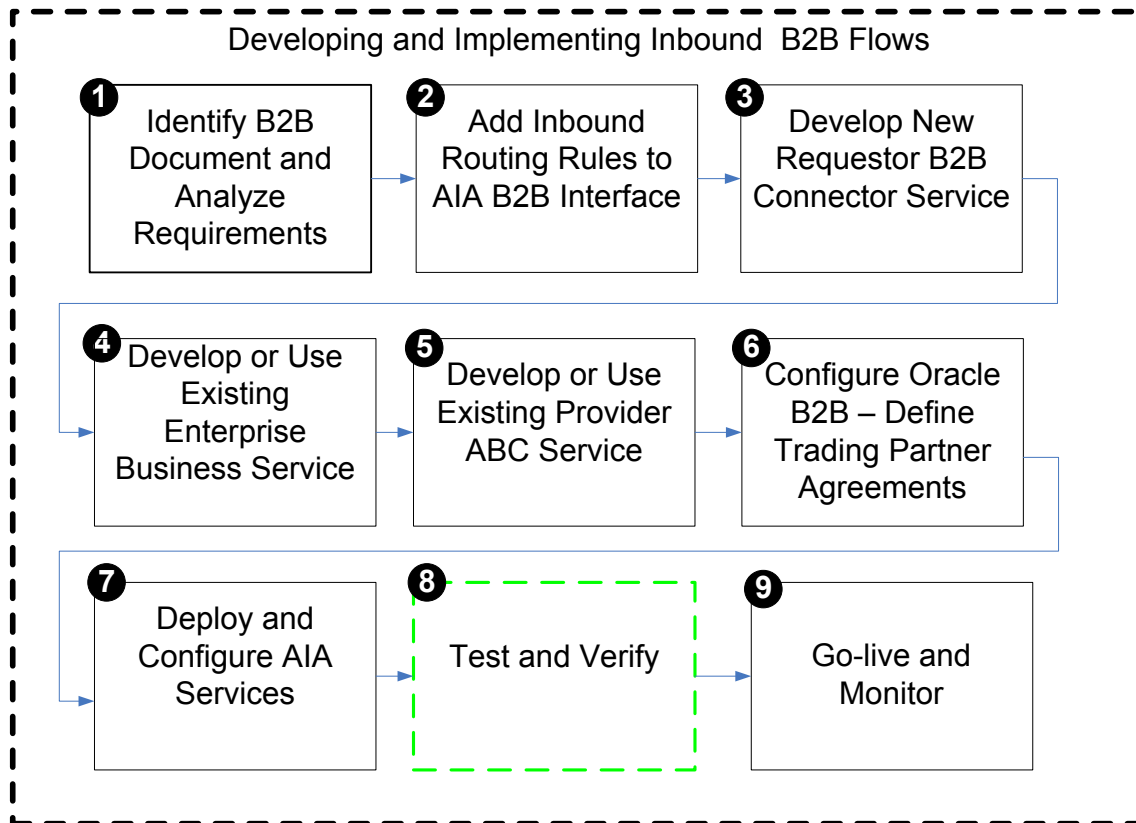 Developing and Implementing Inbound B2B Flows
1
Identify B2B
Document and
Analyze
Requirements
2
Add Inbound
Routing Rules to
AIA B2B Interface
3
Develop New
Requestor B2B
Connector Service
4
Develop or Use
Existing
Enterprise
Business Service
5
Develop or Use
Existing Provider
ABC Service
6
Configure Oracle
B2B – Define
Trading Partner
Agreements
7
Deploy and
Configure AIA
Services
8
Test and Verify
9
Go-live and
Monitor